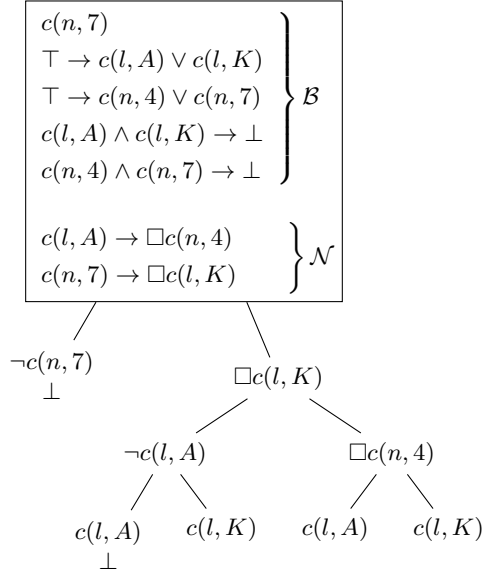 c(n, 7)
⊤ → c(l, A) ∨ c(l, K)
⊤ → c(n, 4) ∨ c(n, 7)
c(l, A) ∧ c(l, K) → ⊥
c(n, 4) ∧ c(n, 7) → ⊥
ℬ
c(l, A) → □c(n, 4)
c(n, 7) → □c(l, K)
𝒩
¬c(n, 7)
⊥
□c(l, K)
¬c(l, A)
□c(n, 4)
c(l, A)
⊥
c(l, K)
c(l, A)
c(l, K)